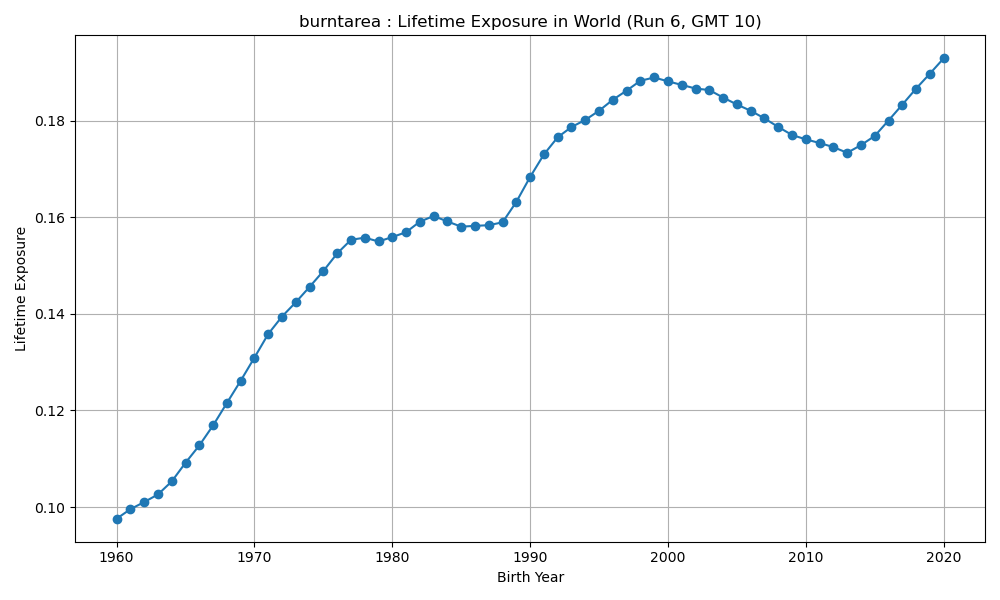 burntarea : Lifetime Exposure in World (Run 6, GMT 10)
Lifetime Exposure
0.18
0.16
0.14
0.12
0.10
1960 1970 1980 1990 2000 2010 2020
Birth Year